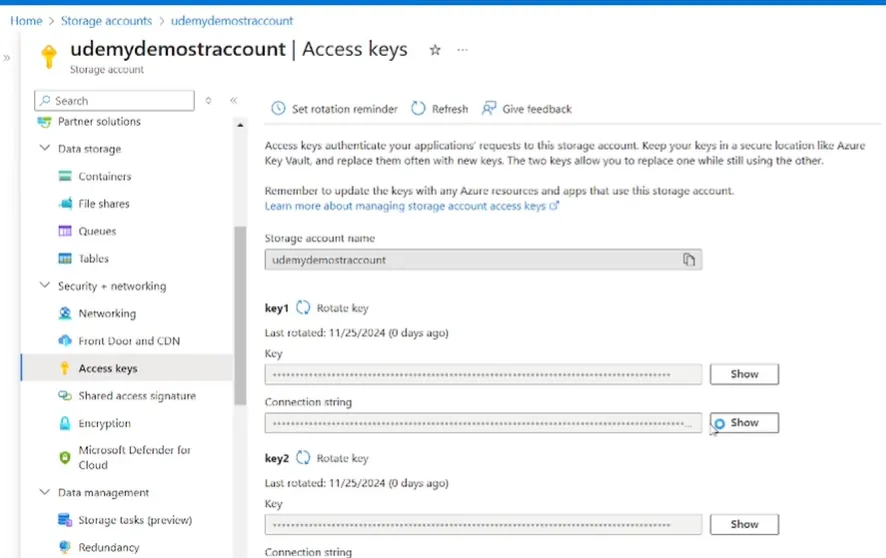 Home > Storage accounts > udemydemostraccount
udemydemostraccount | Access keys
Storage account
Search
Partner solutions
Data storage
Containers
File shares
Queues
Tables
Security + networking
Networking
Front Door and CDN
Access keys
Shared access signature
Encryption
Microsoft Defender for
Cloud
Data management
Storage tasks (preview)
Redundancy
Set rotation reminder Refresh Give feedback
Access keys authenticate your applications' requests to this storage account. Keep your keys in a secure location like Azure
Key Vault, and replace them often with new keys. The two keys allow you to replace one while still using the other.
Remember to update the keys with any Azure resources and apps that use this storage account.
Learn more about managing storage account access keys
Storage account name
udemydemostraccount
key1 Rotate key
Last rotated: 11/25/2024 (0 days ago)
Key
Show
Connection string
Show
key2 Rotate key
Last rotated: 11/25/2024 (0 days ago)
Key
Show
Connection string